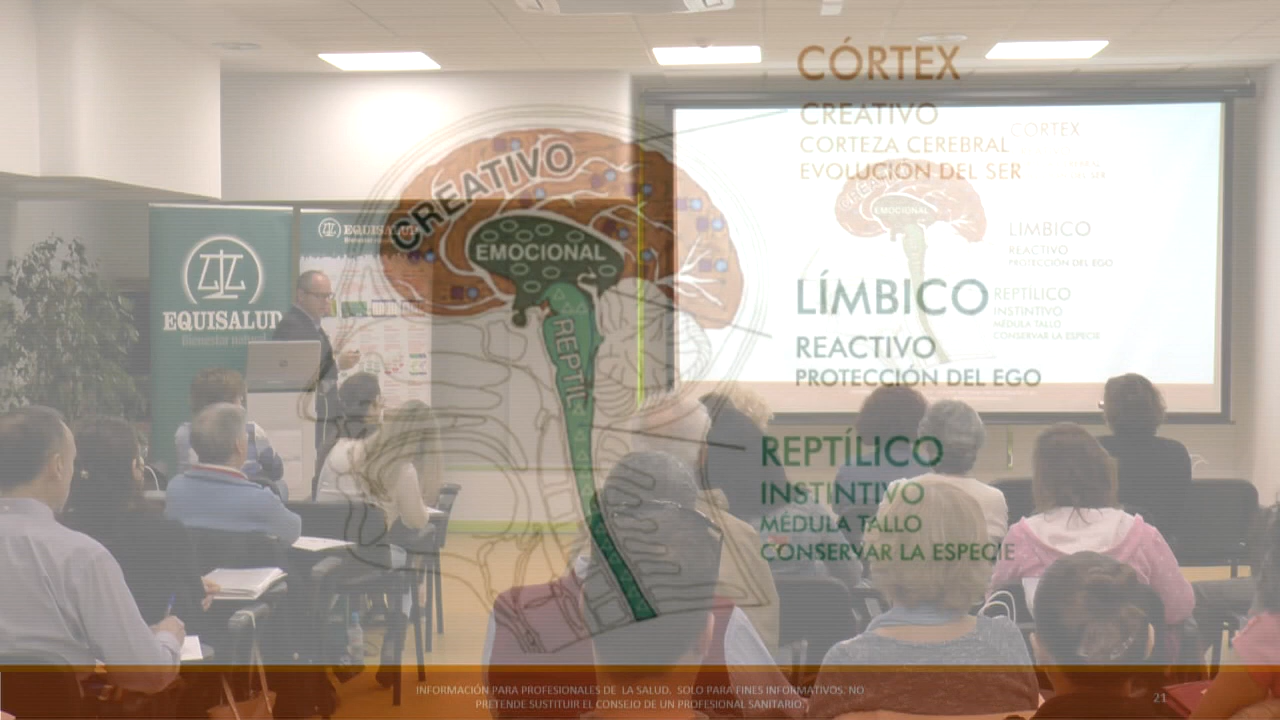 CÓRTEX
CREATIVO
CORTEZA CEREBRAL
EVOLUCIÓN DEL SER
LÍMBICO
REACTIVO
PROTECCIÓN DEL EGO
REPTÍLICO
INSTINTIVO
MÉDULA TALLO
CONSERVAR LA ESPECIE
CREATIVO
EMOCIONAL
REPTIL
EQUISALUD
Bienestar natural
EQUISALUD
CORTEX
EMOCIONAL
LIMBICO
REACTIVO
PROTECCIÓN DEL EGO
REPTILICO
INSTINTIVO
MÉDULA TALLO
CONSERVAR LA ESPECIE
INFORMACIÓN PARA PROFESIONALES DE LA SALUD. SOLO PARA FINES INFORMATIVOS. NO
PRETENDE SUSTITUIR EL CONSEJO DE UN PROFESIONAL SANITARIO.
21